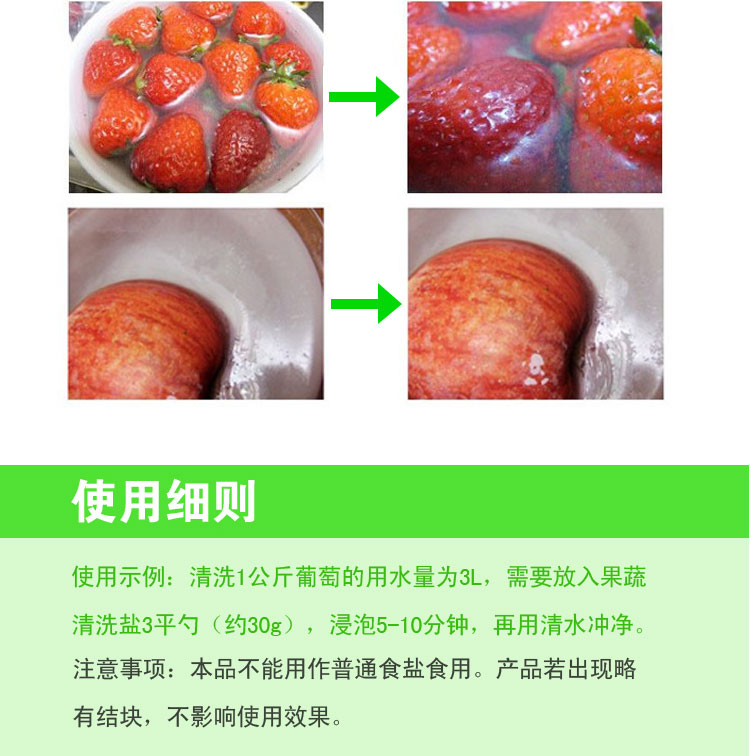 使用细则
使用示例：清洗1公斤葡萄的用水量为3L，需要放入果蔬
清洗盐3平勺（约30g），浸泡5-10分钟，再用清水冲净。
注意事项：本品不能用作普通食盐食用。产品若出现略
有结块，不影响使用效果。